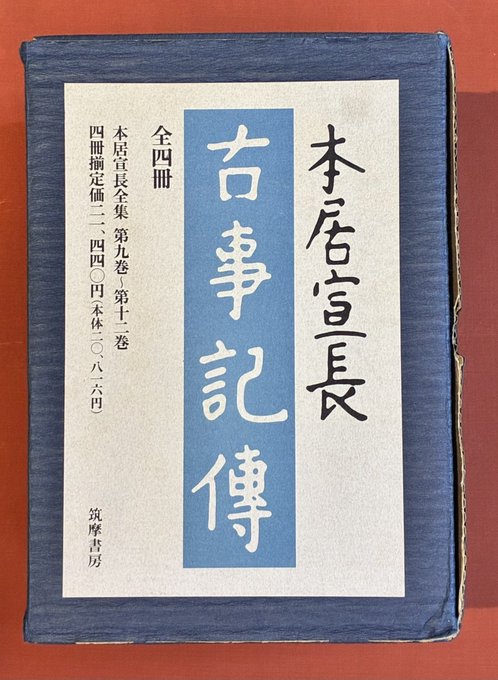 本居宣長
古事記傳
全四冊
本居宣長全集 第九巻~第十二巻
四冊揃定価二一、四四〇円(本体二〇、八一六円)
筑摩書房